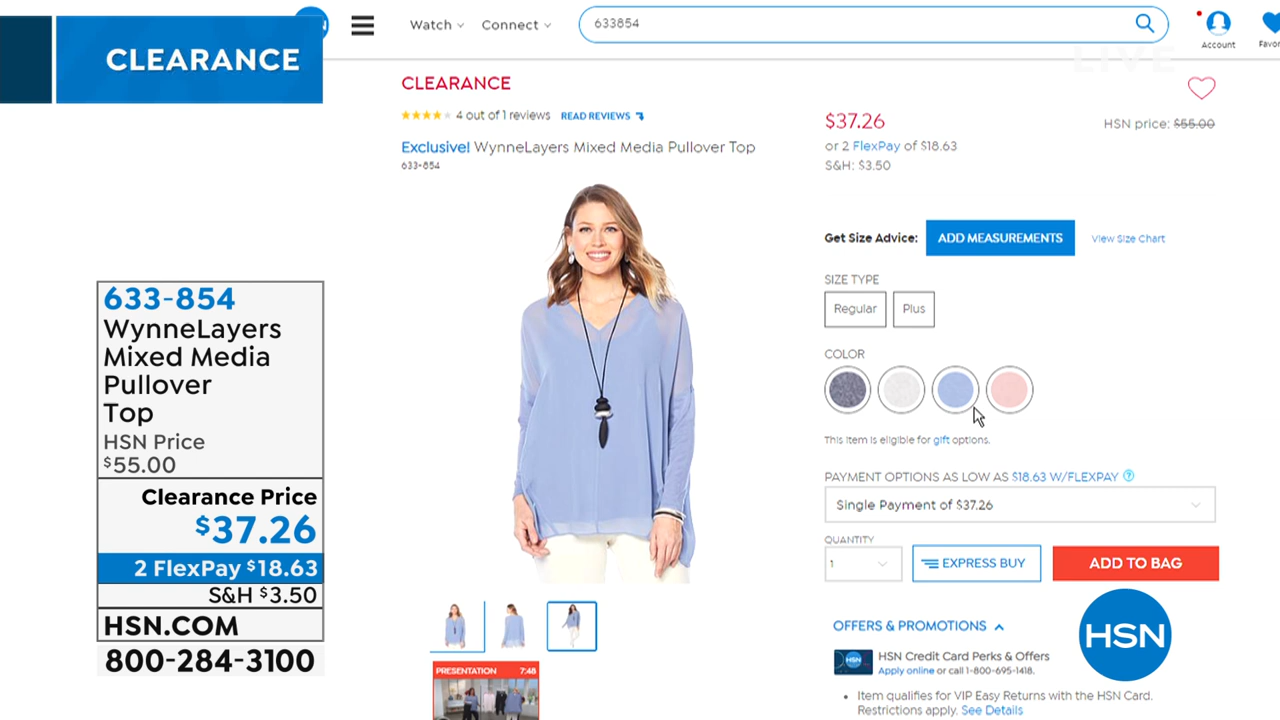 CLEARANCE
HSN
Watch
Connect
633854
Account
LIVE
CLEARANCE
4 out of 1 reviews
READ REVIEWS
Exclusive! WynneLayers Mixed Media Pullover Top
633-854
$37.26
HSN price: $55.00
or 2 FlexPay of $18.63
S&H: $3.50
Get Size Advice:
ADD MEASUREMENTS
View Size Chart
SIZE TYPE
Regular
Plus
COLOR
This item is eligible for gift options.
PAYMENT OPTIONS AS LOW AS $18.63 W/FLEXPAY ?
Single Payment of $37.26
QUANTITY
1
EXPRESS BUY
ADD TO BAG
OFFERS & PROMOTIONS
HSN
HSN Credit Card Perks & Offers
Apply online or call 1-800-695-1418.
Item qualifies for VIP Easy Returns with the HSN Card.
Restrictions apply. See Details
PRESENTATION 7:48
633-854
WynneLayers
Mixed Media
Pullover
Top
HSN Price
$55.00
Clearance Price
$37.26
2 FlexPay $18.63
S&H $3.50
HSN.COM
800-284-3100
HSN